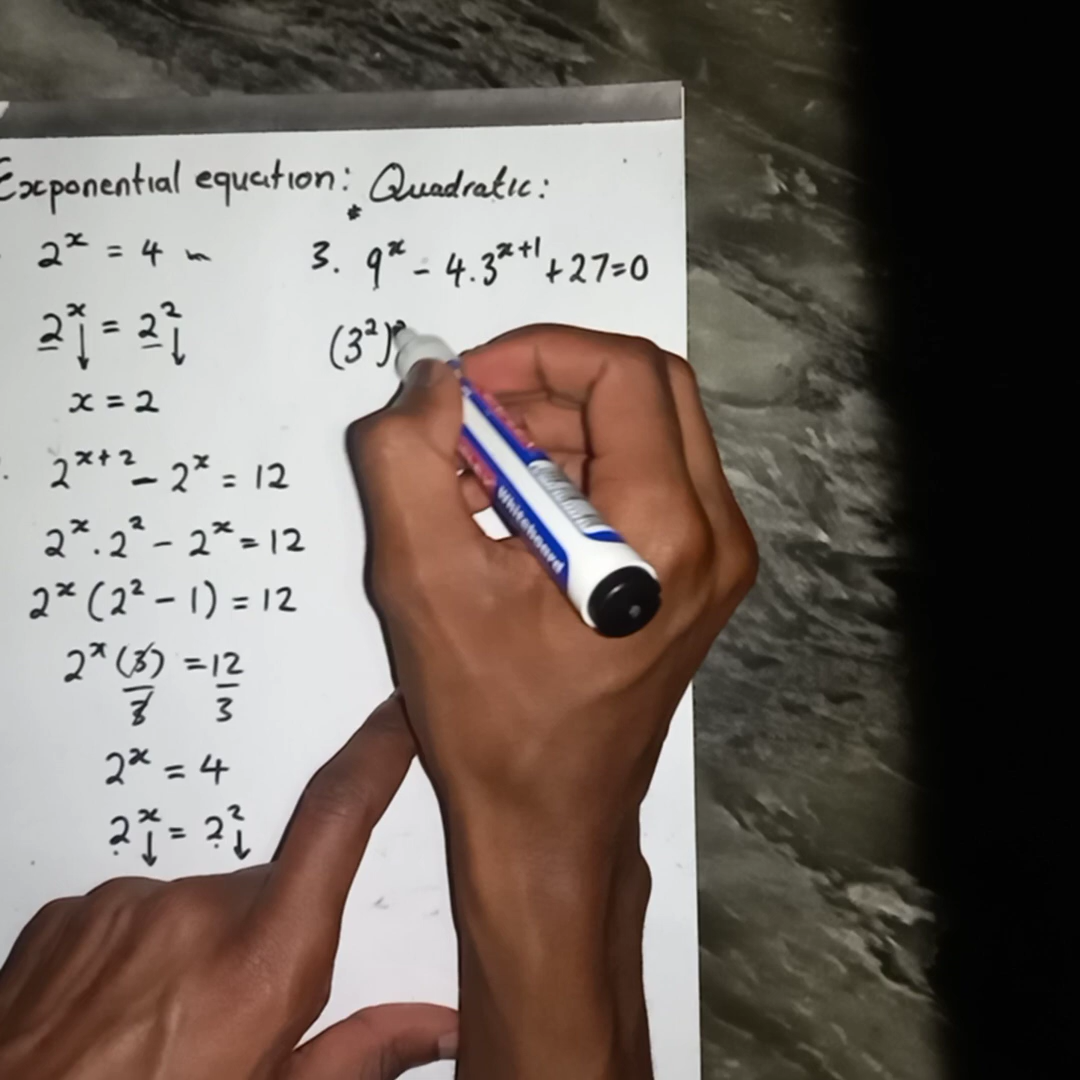 Exponential equation: Quadratic:
2^x = 4
2^x = 2^2
x = 2
2^{x+2} - 2^x = 12
2^x . 2^2 - 2^x = 12
2^x (2^2 - 1) = 12
2^x (3)/3 = 12/3
2^x = 4
2^x = 2^2
3. 9^x - 4.3^{x+1} + 27=0
(3^2)
Whiteboard